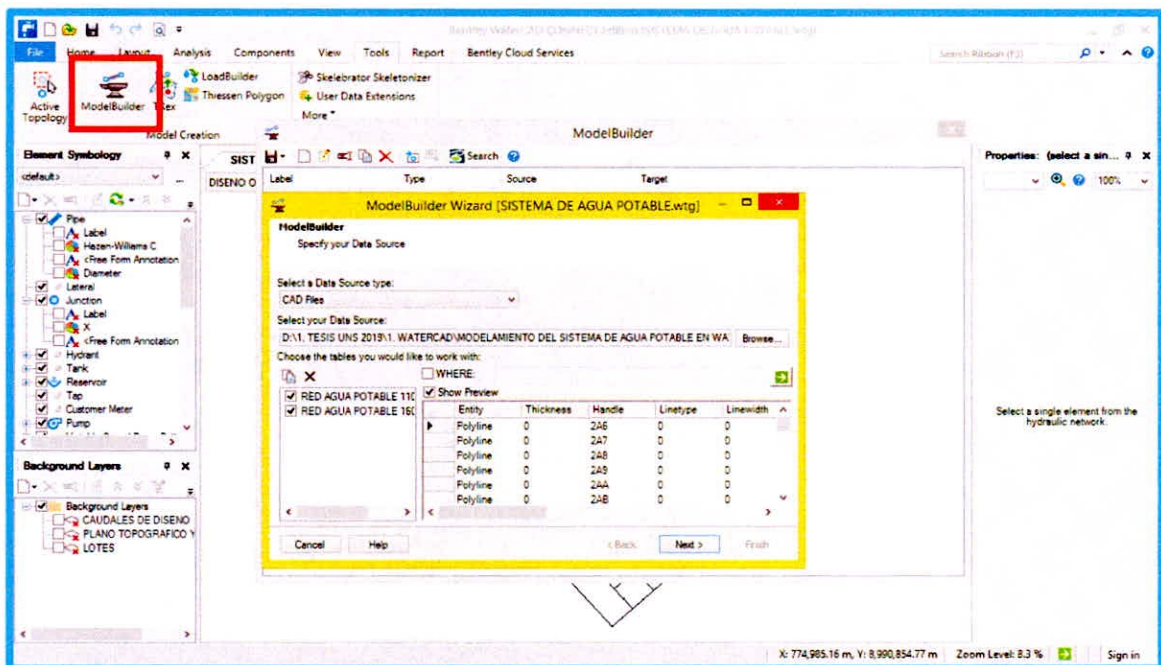 File Home Layout Analysis Components View Tools Report Bentley Cloud Services Search Ribbon (F3)
Active Topology
ModelBuilder
TRex
LoadBuilder
Thiessen Polygon
Skelebrator Skeletonizer
User Data Extensions
More
Model Creation
Element Symbology
<default>
Pipe
Label
Hazen-Williams C
<Free Form Annotation
Diameter
Lateral
Junction
Label
X
<Free Form Annotation
Hydrant
Tank
Reservoir
Tap
Customer Meter
Pump
Background Layers
Background Layers
CAUDALES DE DISENO
PLANO TOPOGRAFICO Y
LOTES
SIST
DISENO O
ModelBuilder
Search
Label Type Source Target
ModelBuilder Wizard [SISTEMA DE AGUA POTABLE.wtg]
ModelBuilder
Specify your Data Source
Select a Data Source type:
CAD Files
Select your Data Source:
D:\1. TESIS UNS 2019\1. WATERCAD\MODELAMIENTO DEL SISTEMA DE AGUA POTABLE EN WA Browse...
Choose the tables you would like to work with:
WHERE:
Show Preview
RED AGUA POTABLE 110
RED AGUA POTABLE 160
Entity Thickness Handle Linetype Linewidth
Polyline 0 2A6 0 0
Polyline 0 2A7 0 0
Polyline 0 2A8 0 0
Polyline 0 2A9 0 0
Polyline 0 2AA 0 0
Polyline 0 2AB 0 0
Cancel Help < Back Next > Finish
Properties: (select a sin...
100%
Select a single element from the
hydraulic network.
X: 774,985.16 m, Y: 8,990,854.77 m Zoom Level: 8.3 % Sign in